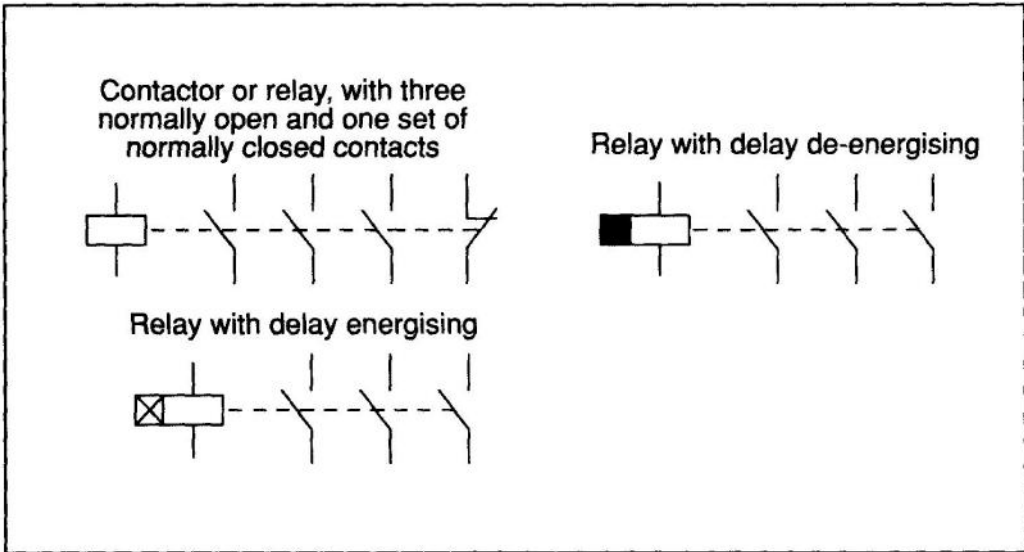 Contactor or relay, with three
normally open and one set of
normally closed contacts
Relay with delay de-energising
Relay with delay energising